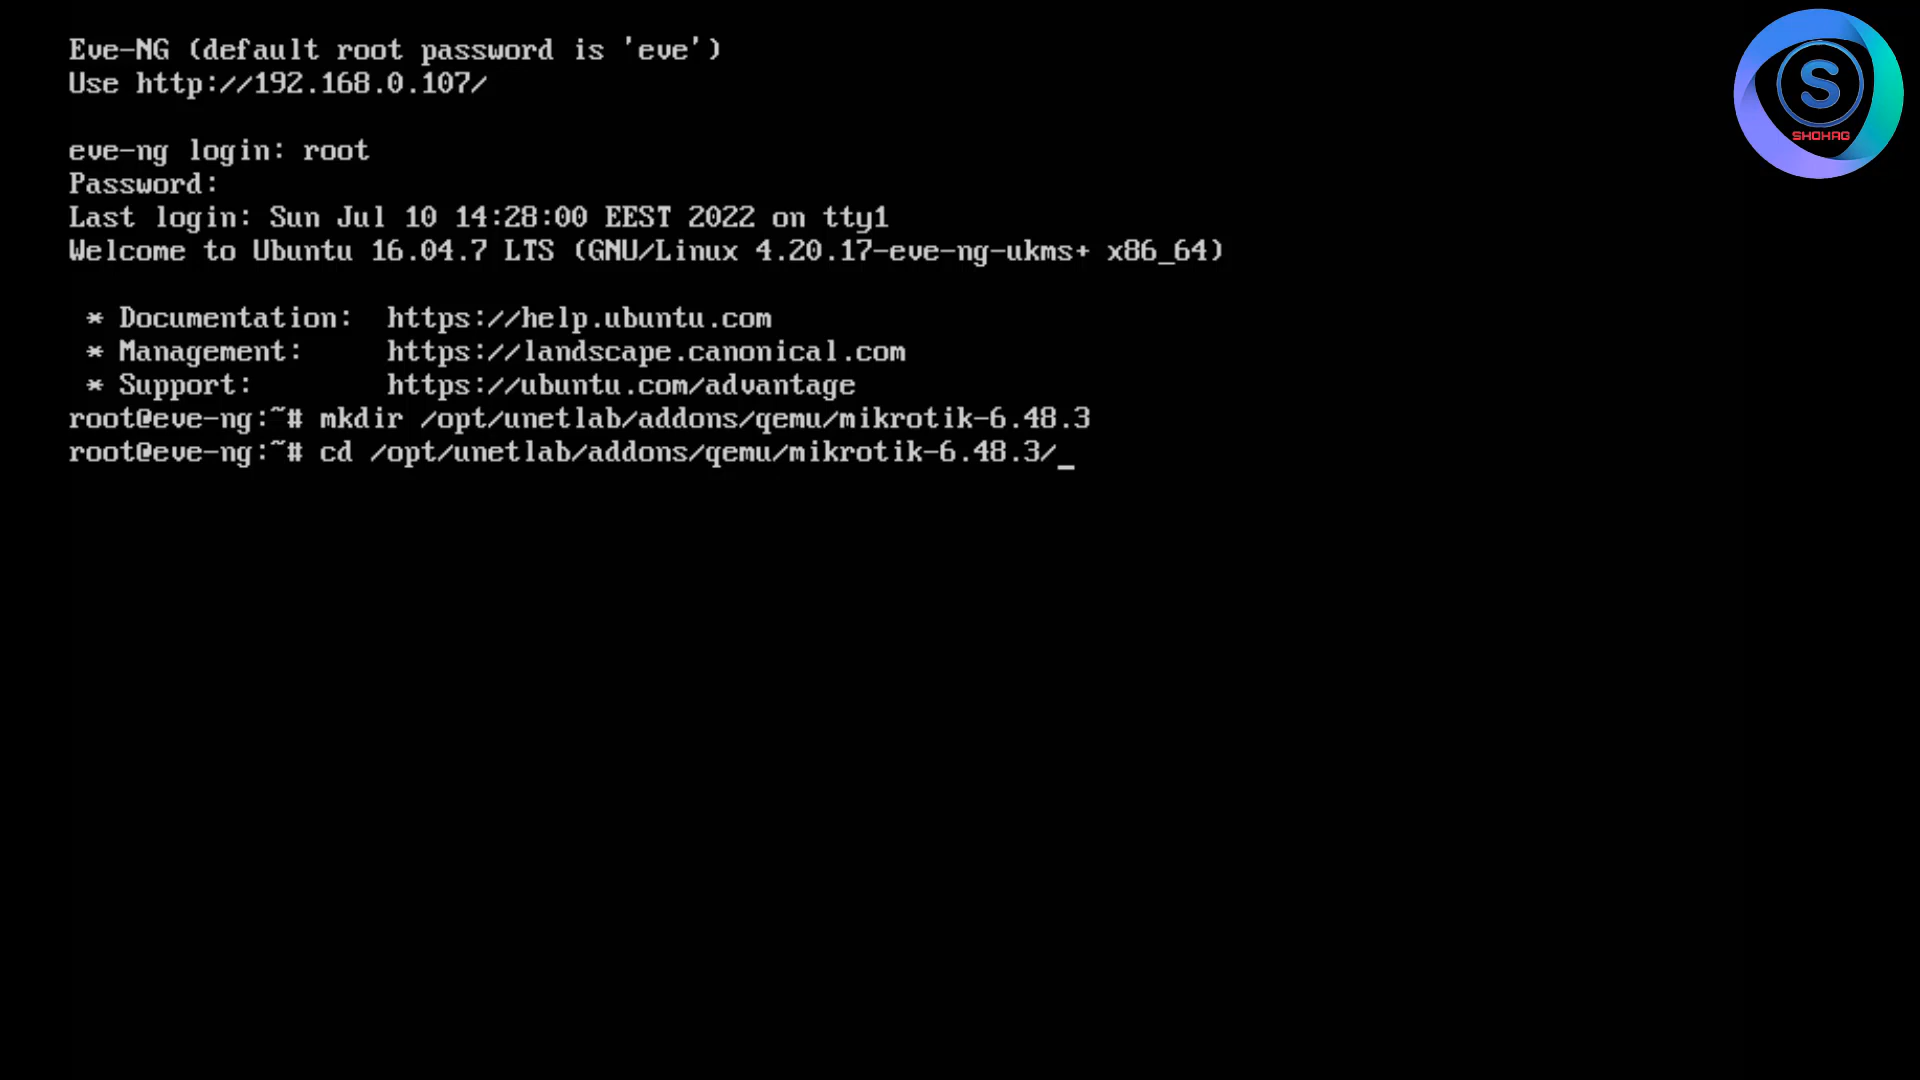 Eve-NG (default root password is 'eve')
Use http://192.168.0.107/
eve-ng login: root
Password:
Last login: Sun Jul 10 14:28:00 EEST 2022 on tty1
Welcome to Ubuntu 16.04.7 LTS (GNU/Linux 4.20.17-eve-ng-ukms+ x86_64)
* Documentation:  https://help.ubuntu.com
* Management:     https://landscape.canonical.com
* Support:        https://ubuntu.com/advantage
root@eve-ng:~# mkdir /opt/unetlab/addons/qemu/mikrotik-6.48.3
root@eve-ng:~# cd /opt/unetlab/addons/qemu/mikrotik-6.48.3/_
S
SHOHAG